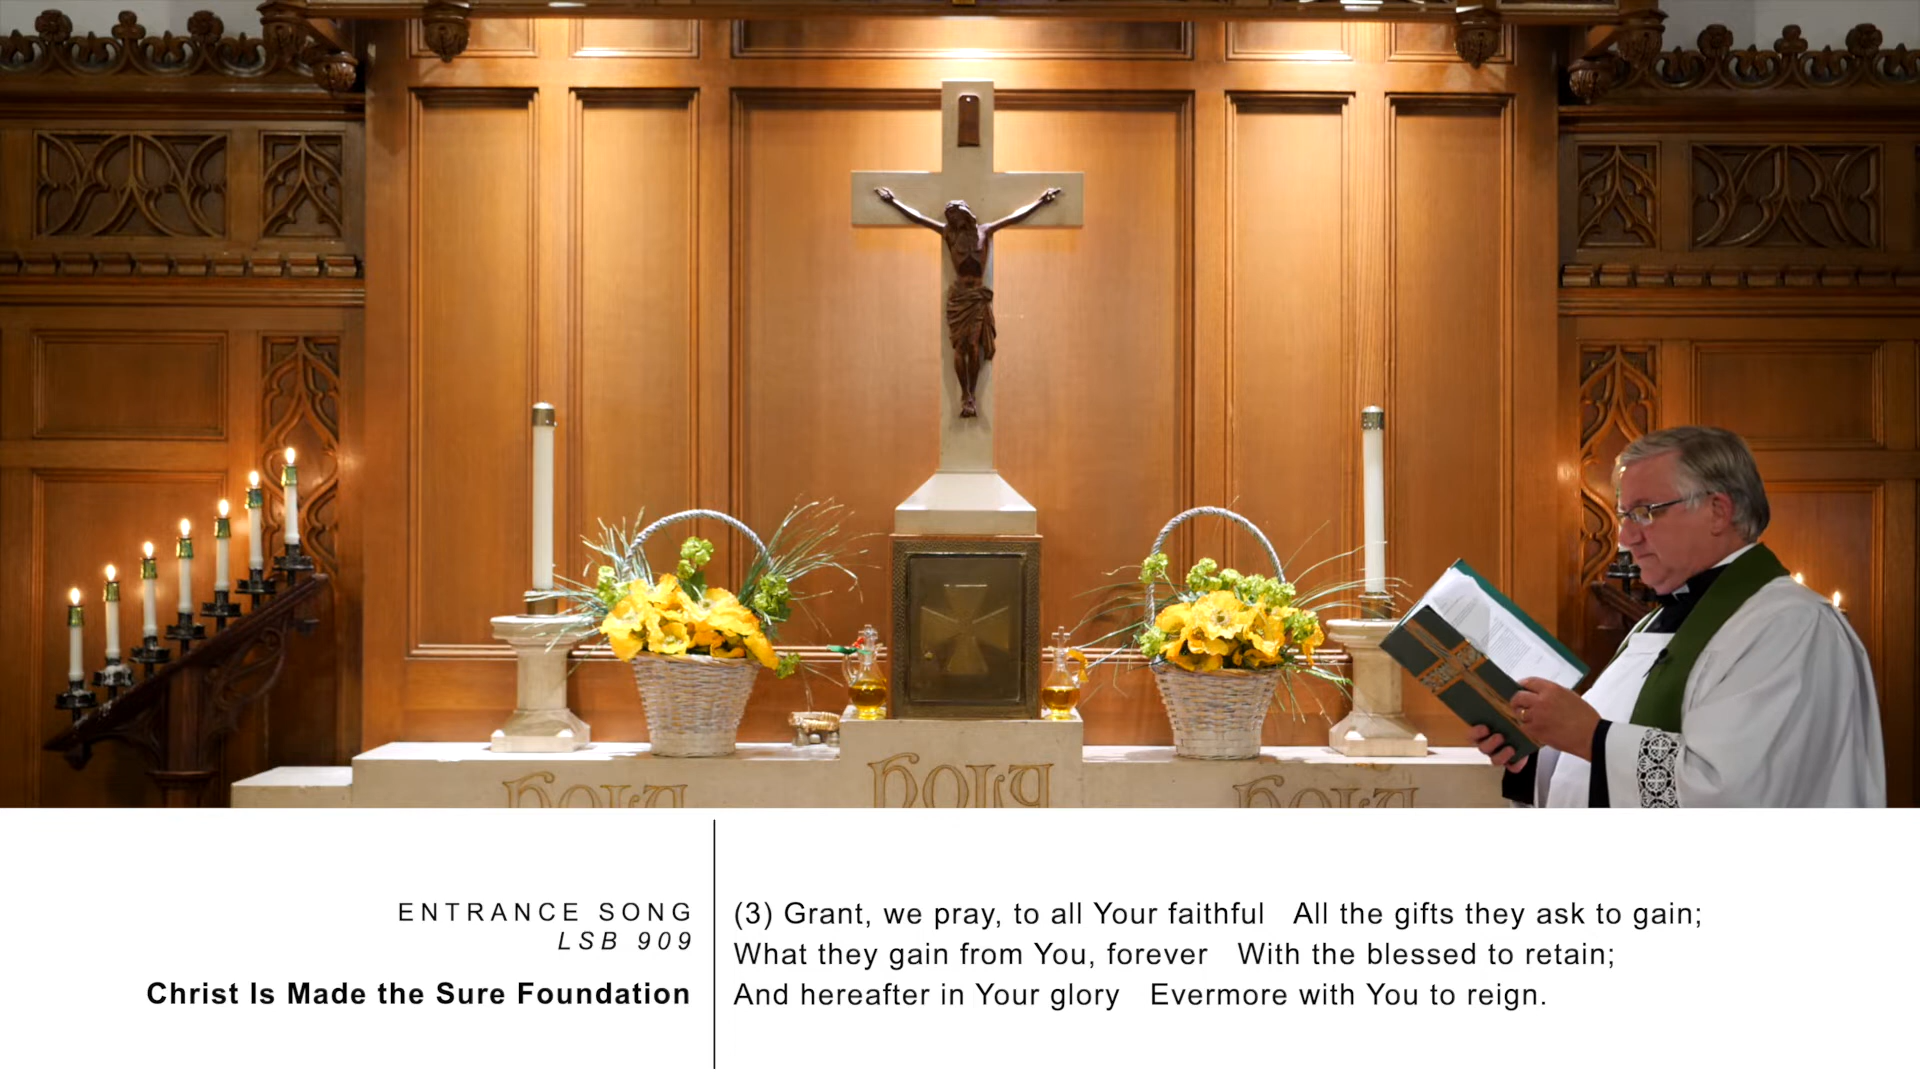 HOLY
HOLY
HOLY
ENTRANCE SONG
LSB 909
Christ Is Made the Sure Foundation
(3) Grant, we pray, to all Your faithful   All the gifts they ask to gain;
What they gain from You, forever   With the blessed to retain;
And hereafter in Your glory   Evermore with You to reign.